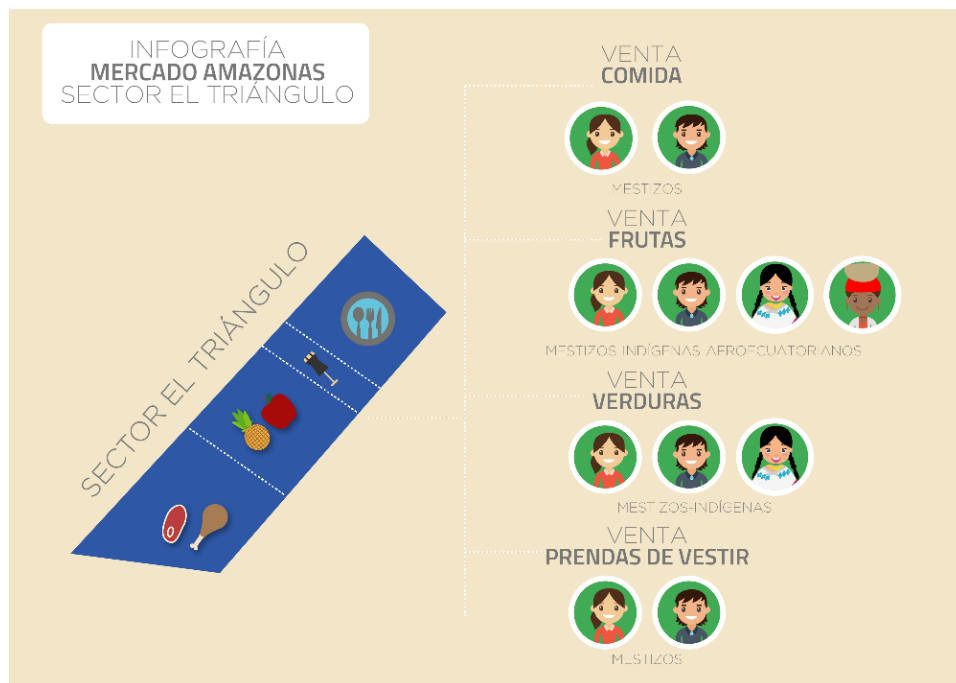 INFOGRAFÍA
MERCADO AMAZONAS
SECTOR EL TRIÁNGULO
SECTOR EL TRIÁNGULO
VENTA
COMIDA
MESTIZOS
VENTA
FRUTAS
MESTIZOS INDÍGENAS AFROECUATORIANOS
VENTA
VERDURAS
MESTIZOS-INDÍGENAS
VENTA
PRENDAS DE VESTIR
MESTIZOS